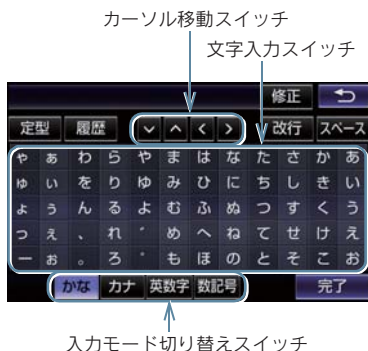 カーソル移動スイッチ
文字入力スイッチ
修正
定型 履歴 改行 スペース
ゃ ぁ わ ら や ま は な た さ か あ
ゅ ぃ を り ゆ み ひ に ち し き い
ょ ぅ ん る よ む ふ ぬ つ す く う
っ ぇ 、 れ ゛ め へ ね て せ け え
ー ぉ 。 ろ ゜ も ほ の と そ こ お
かな カナ 英数字 数記号 完了
入力モード切り替えスイッチ